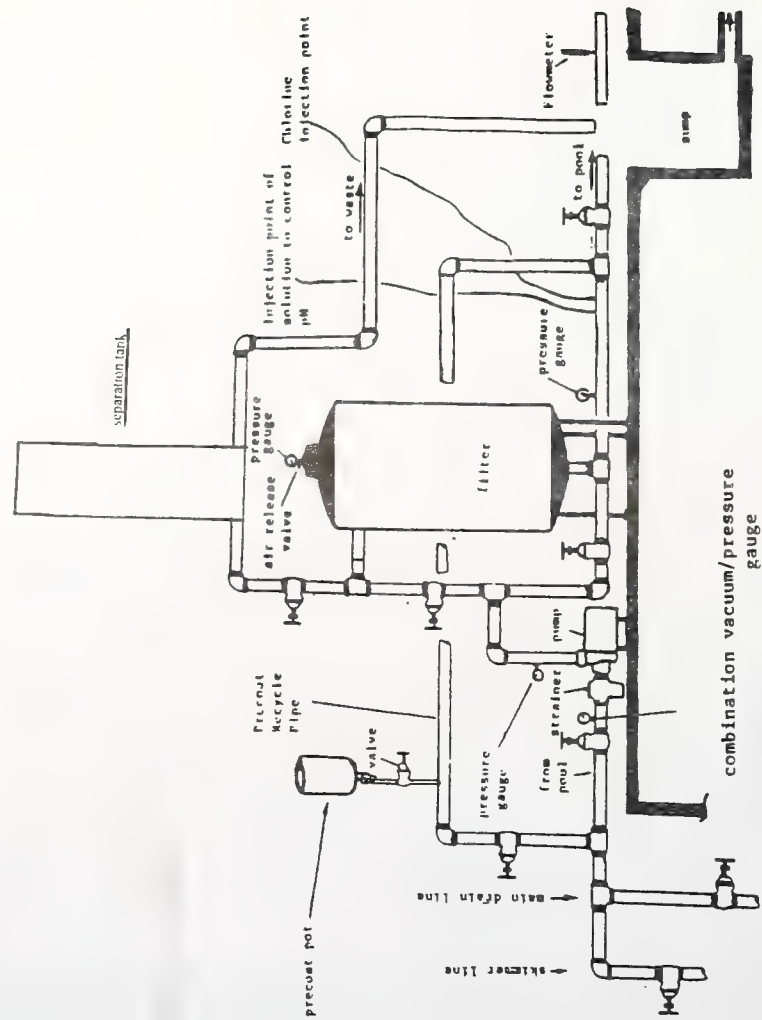 separation tank
Injection point of
solution to control
pH
Chlorine
injection point
to waste
Flowmeter
air release
valve
pressure
gauge
filter
pressure
gauge
to pool
sump
precoat pot
Precoat
Recycle
Pipe
valve
pressure
gauge
from
pool
strainer
pump
main drain line
skimmer line
combination vacuum/pressure
gauge